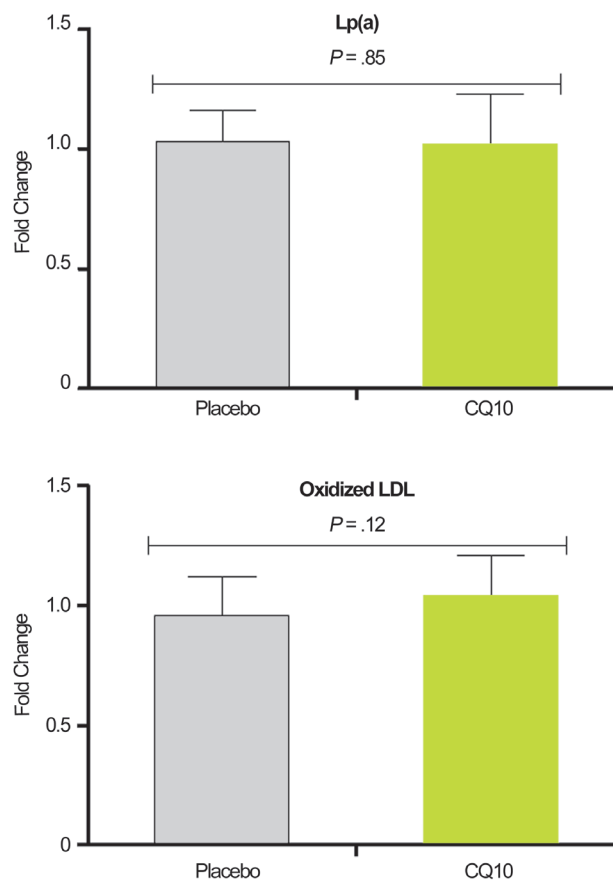 Lp(a)
P = .85
1.5
1.0
0.5
0
Fold Change
Placebo
CQ10
Oxidized LDL
P = .12
1.5
1.0
0.5
0
Fold Change
Placebo
CQ10